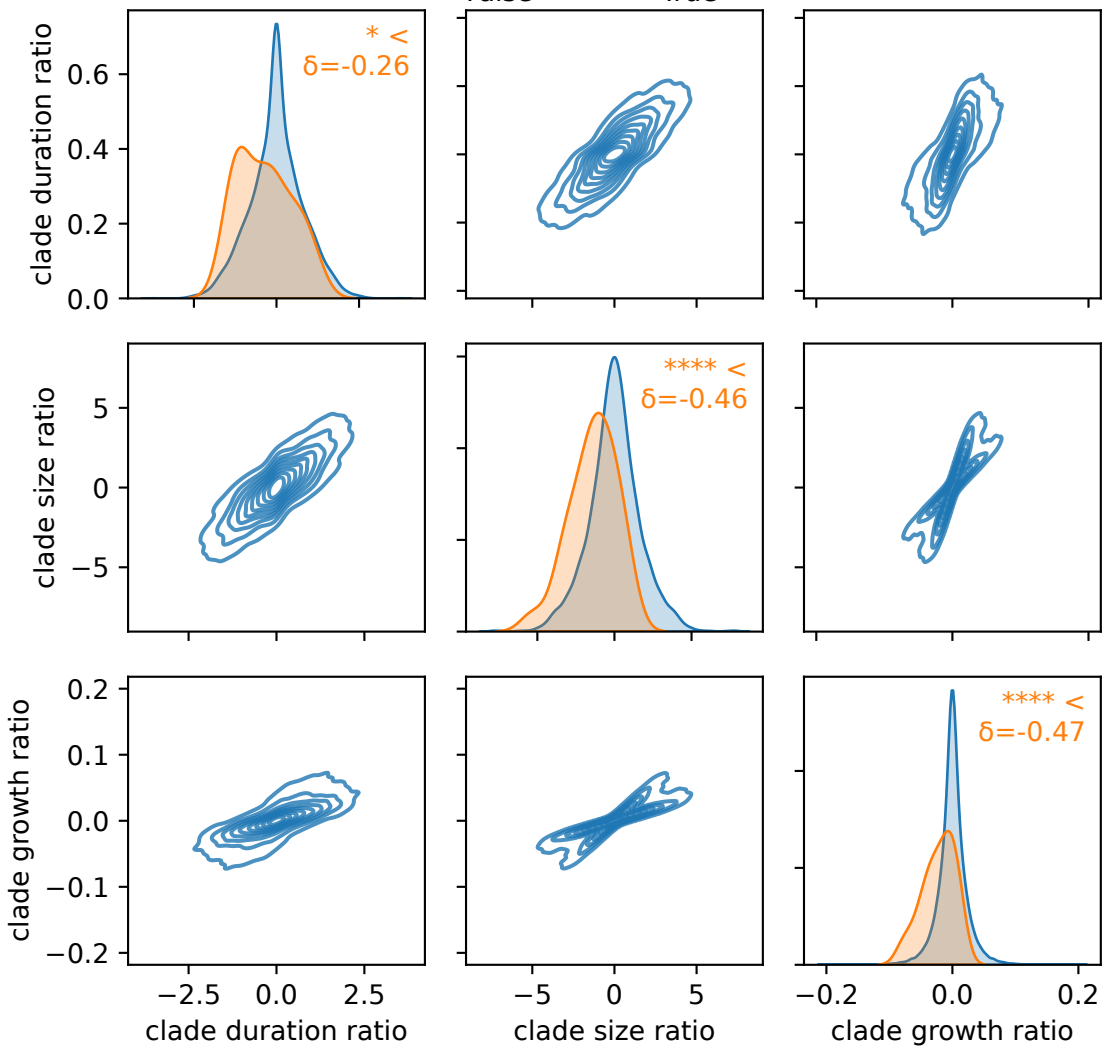 * <
δ=-0.26
clade duration ratio
0.6
0.4
0.2
0.0
**** <
δ=-0.46
clade size ratio
5
0
−5
**** <
δ=-0.47
clade growth ratio
0.2
0.1
0.0
−0.1
−0.2
−2.5 0.0 2.5
−5 0 5
−0.2 0.0 0.2
clade duration ratio
clade size ratio
clade growth ratio